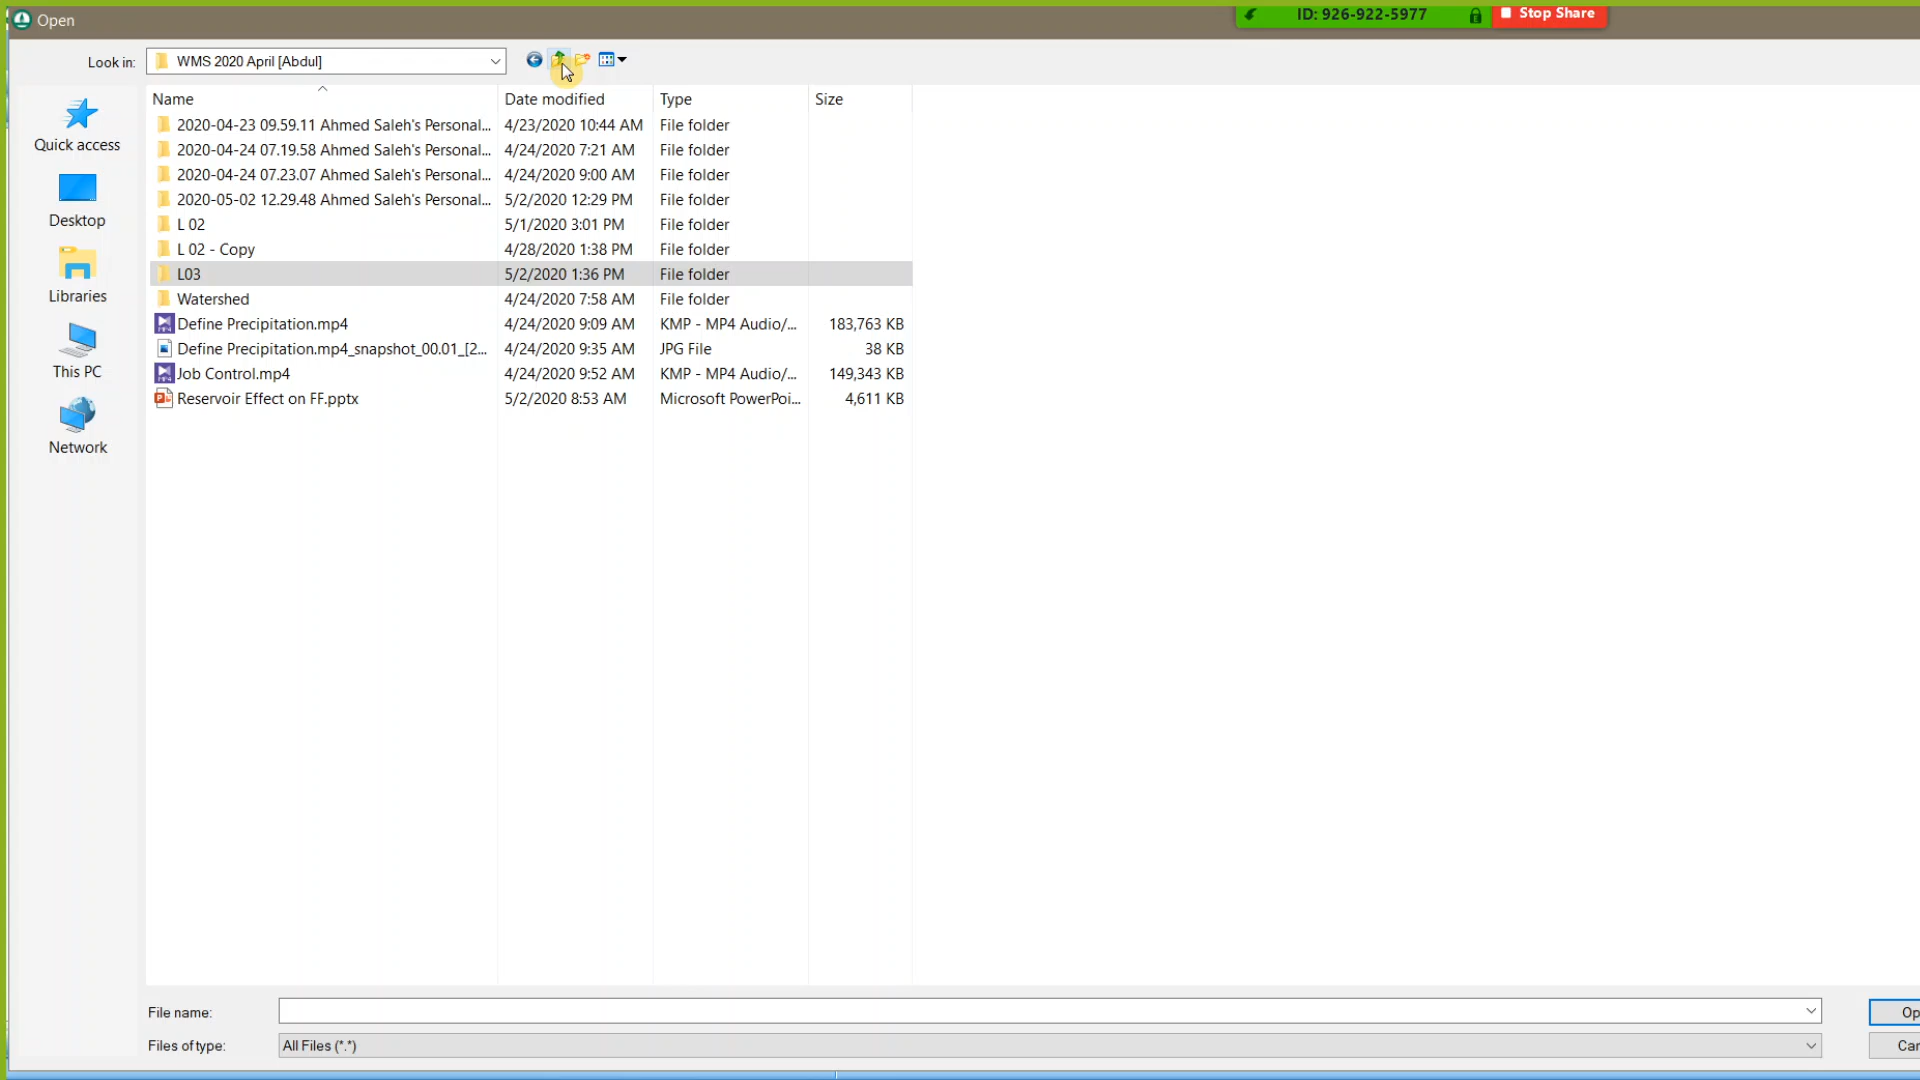 Open
ID: 926-922-5977
Stop Share
Look in: WMS 2020 April [Abdul]
Name Date modified Type Size
2020-04-23 09.59.11 Ahmed Saleh's Personal... 4/23/2020 10:44 AM File folder
2020-04-24 07.19.58 Ahmed Saleh's Personal... 4/24/2020 7:21 AM File folder
2020-04-24 07.23.07 Ahmed Saleh's Personal... 4/24/2020 9:00 AM File folder
2020-05-02 12.29.48 Ahmed Saleh's Personal... 5/2/2020 12:29 PM File folder
L 02 5/1/2020 3:01 PM File folder
L 02 - Copy 4/28/2020 1:38 PM File folder
L03 5/2/2020 1:36 PM File folder
Watershed 4/24/2020 7:58 AM File folder
Define Precipitation.mp4 4/24/2020 9:09 AM KMP - MP4 Audio/... 183,763 KB
Define Precipitation.mp4_snapshot_00.01_[2... 4/24/2020 9:35 AM JPG File 38 KB
Job Control.mp4 4/24/2020 9:52 AM KMP - MP4 Audio/... 149,343 KB
Reservoir Effect on FF.pptx 5/2/2020 8:53 AM Microsoft PowerPoi... 4,611 KB
Quick access
Desktop
Libraries
This PC
Network
File name:
Op
Files of type: All Files (*.*)
Can